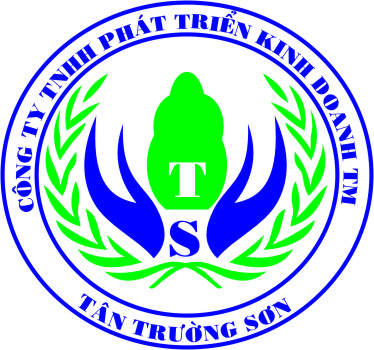 CÔNG TY TNHH PHÁT TRIỂN KINH DOANH TM
T
S
TÂN TRƯỜNG SƠN